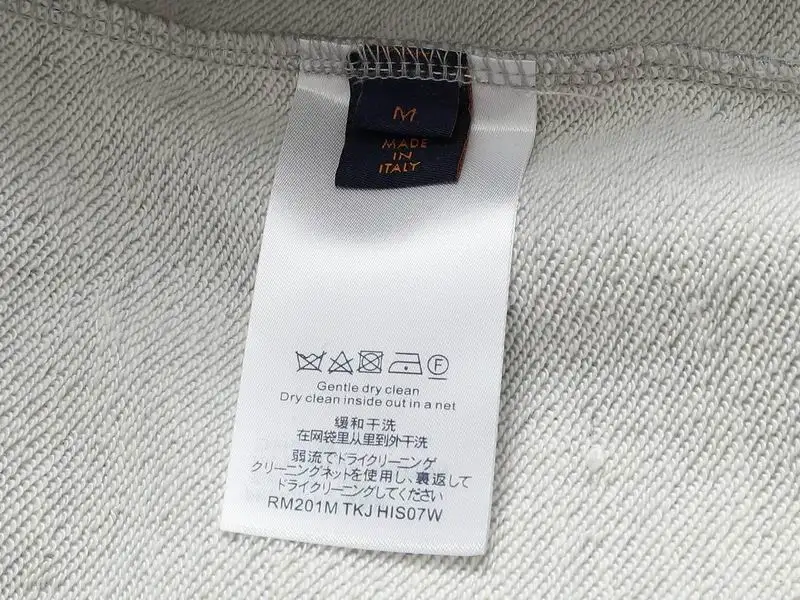 M
MADE
IN
ITALY
F
Gentle dry clean
Dry clean inside out in a net
缓和干洗
在网袋里从里到外干洗
弱流でドライクリーニング
クリーニングネットを使用し、裏返して
ドライクリーニングしてください
RM201M TKJ HIS07W